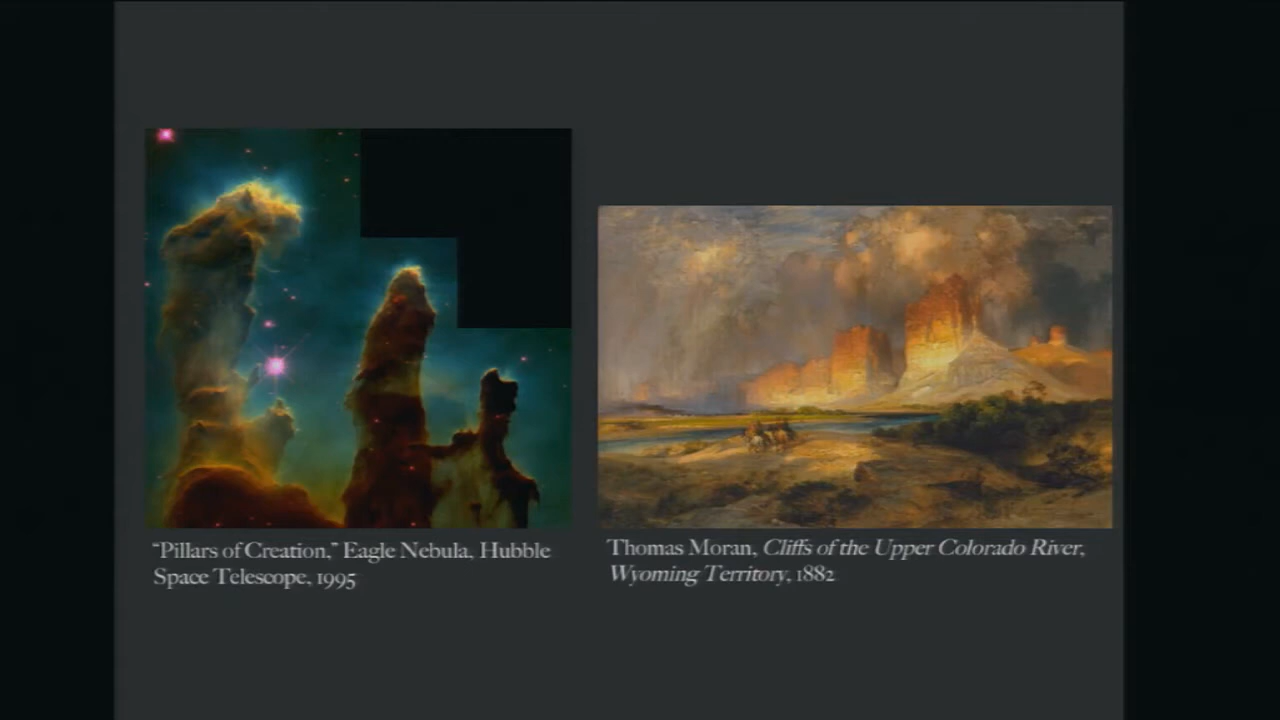 “Pillars of Creation,” Eagle Nebula, Hubble
Space Telescope, 1995
Thomas Moran, Cliffs of the Upper Colorado River,
Wyoming Territory, 1882